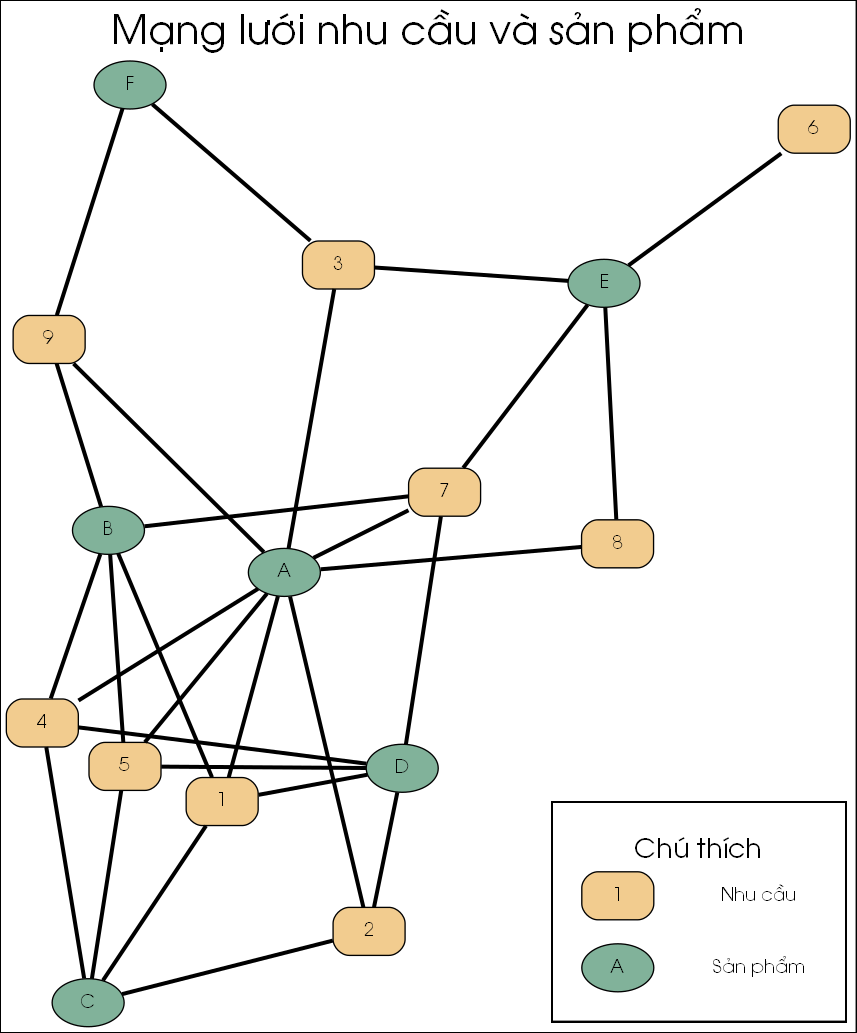 Mạng lưới nhu cầu và sản phẩm
F
6
3
E
9
7
B
8
A
4
5
D
1
2
C
Chú thích
1 Nhu cầu
A Sản phẩm